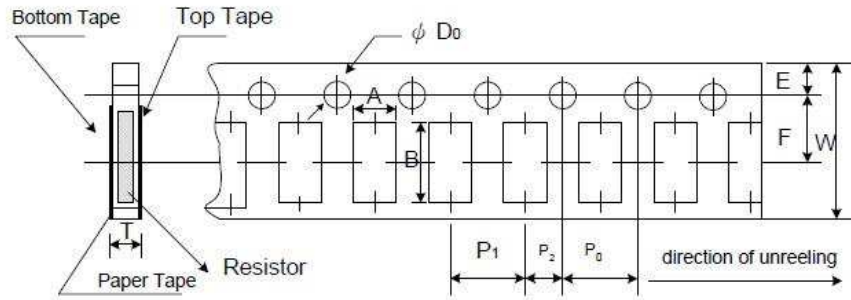 Bottom Tape
Top Tape
ϕ D₀
A
E
B
F
W
T
Paper Tape
Resistor
P₁
P₂
P₀
direction of unreeling